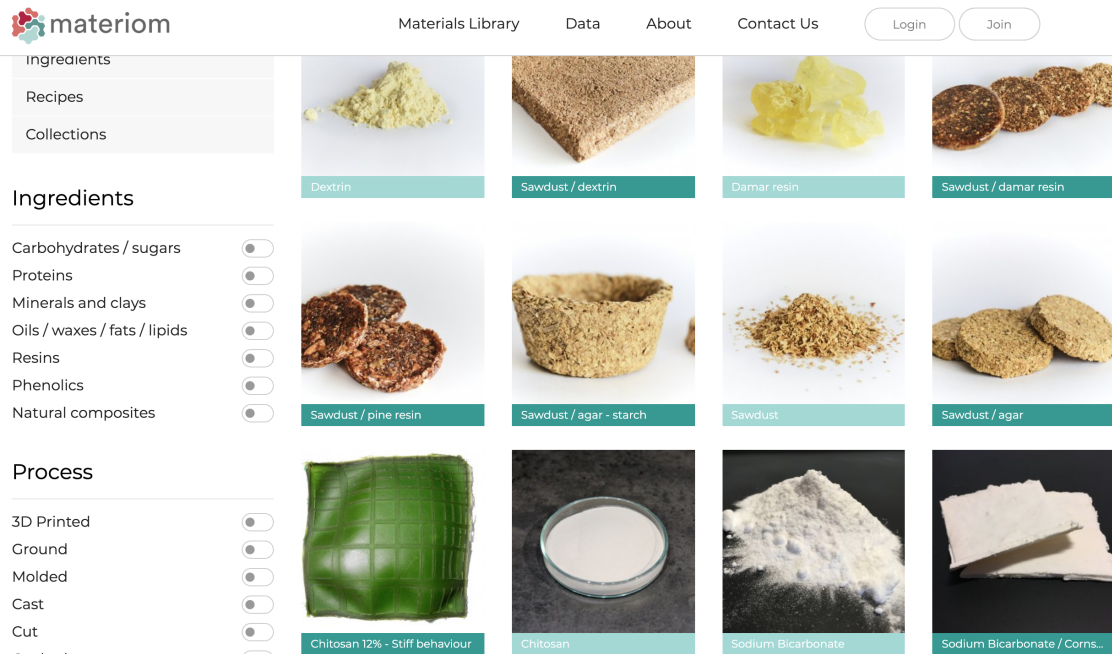 materiom
Materials Library
Data
About
Contact Us
Login
Join
Ingredients
Recipes
Collections
Ingredients
Carbohydrates / sugars
Proteins
Minerals and clays
Oils / waxes / fats / lipids
Resins
Phenolics
Natural composites
Process
3D Printed
Ground
Molded
Cast
Cut
Dextrin
Sawdust / dextrin
Damar resin
Sawdust / damar resin
Sawdust / pine resin
Sawdust / agar - starch
Sawdust
Sawdust / agar
Chitosan 12% - Stiff behaviour
Chitosan
Sodium Bicarbonate
Sodium Bicarbonate / Corns...